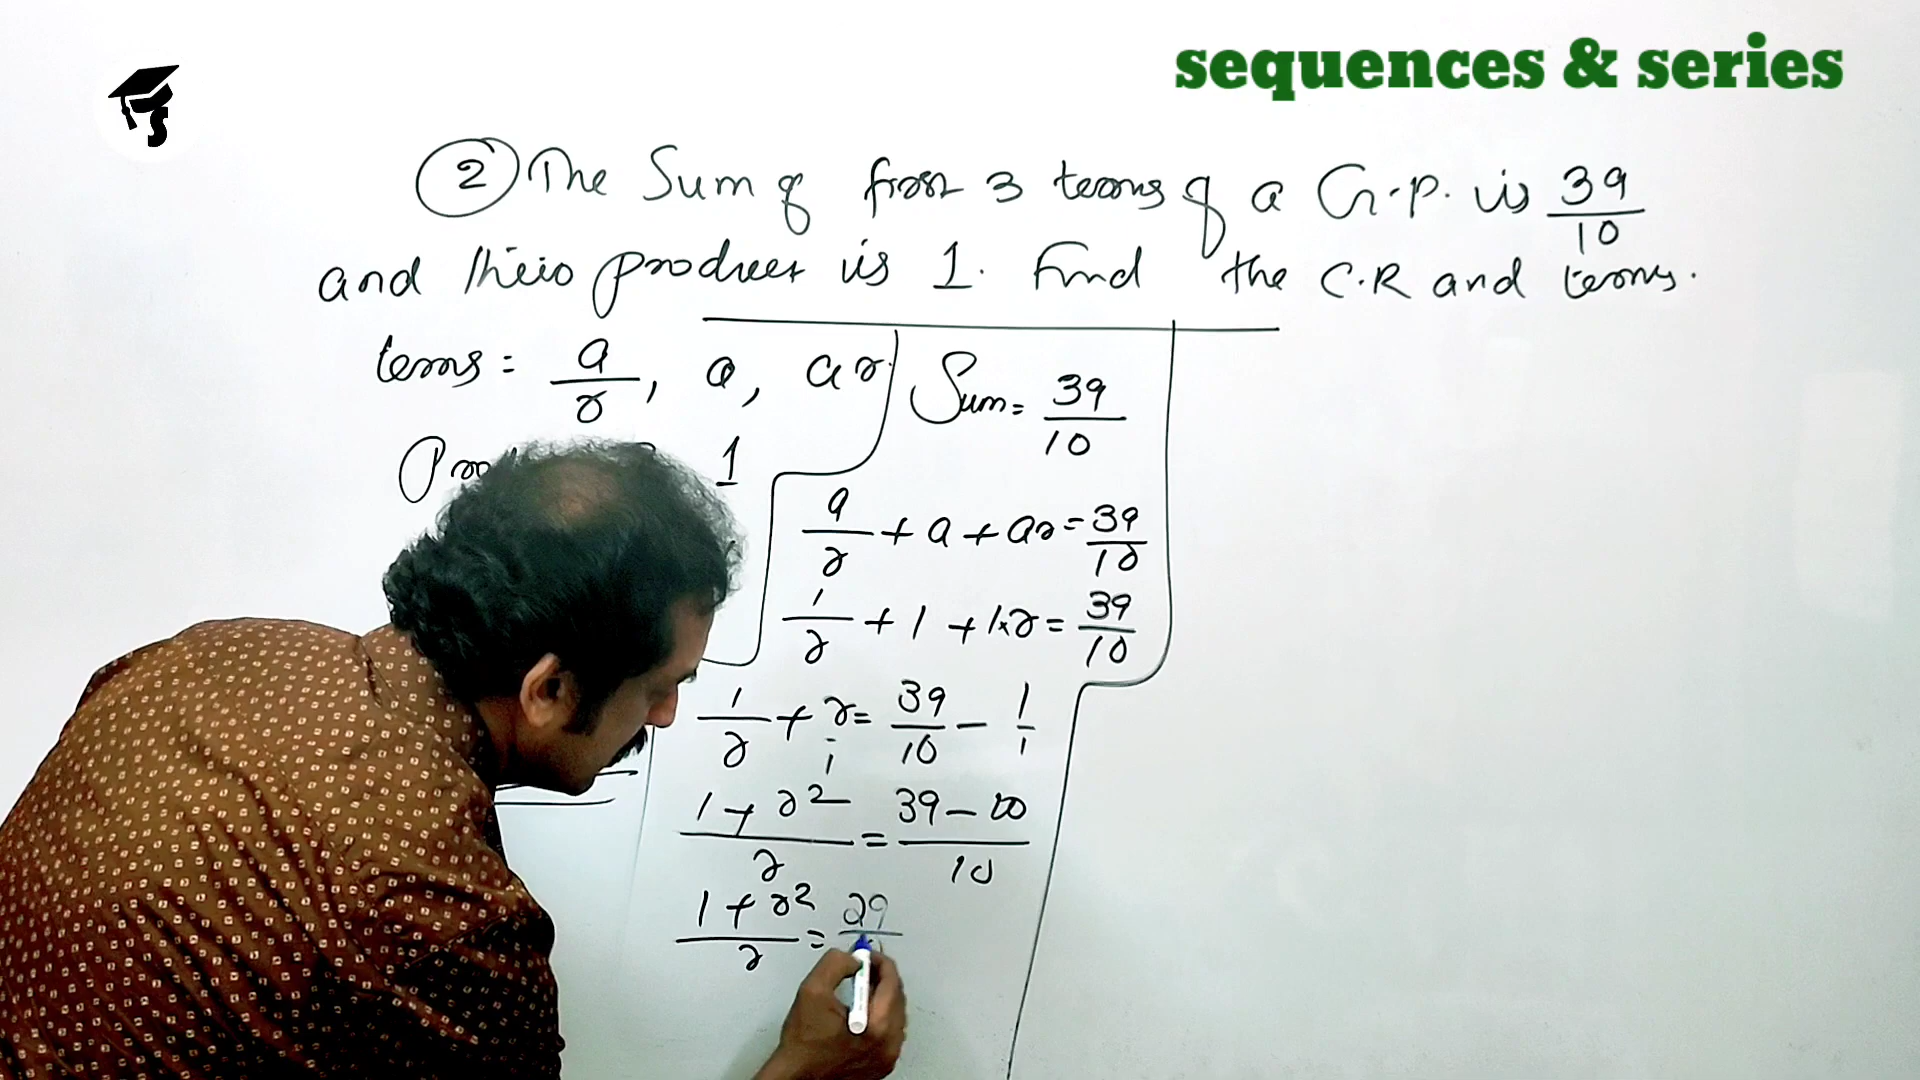 sequences & series
② The Sum of first 3 terms of a G.P. is 39/10
and their product is 1. Find the C.R and terms.
terms = a/r, a, ar
1
Sum = 39/10
a/r + a + ar = 39/10
1/r + 1 + 1×r = 39/10
1/r + r/1 = 39/10 - 1/1
1+r²/r = 39-10/10
1+r²/r = 29